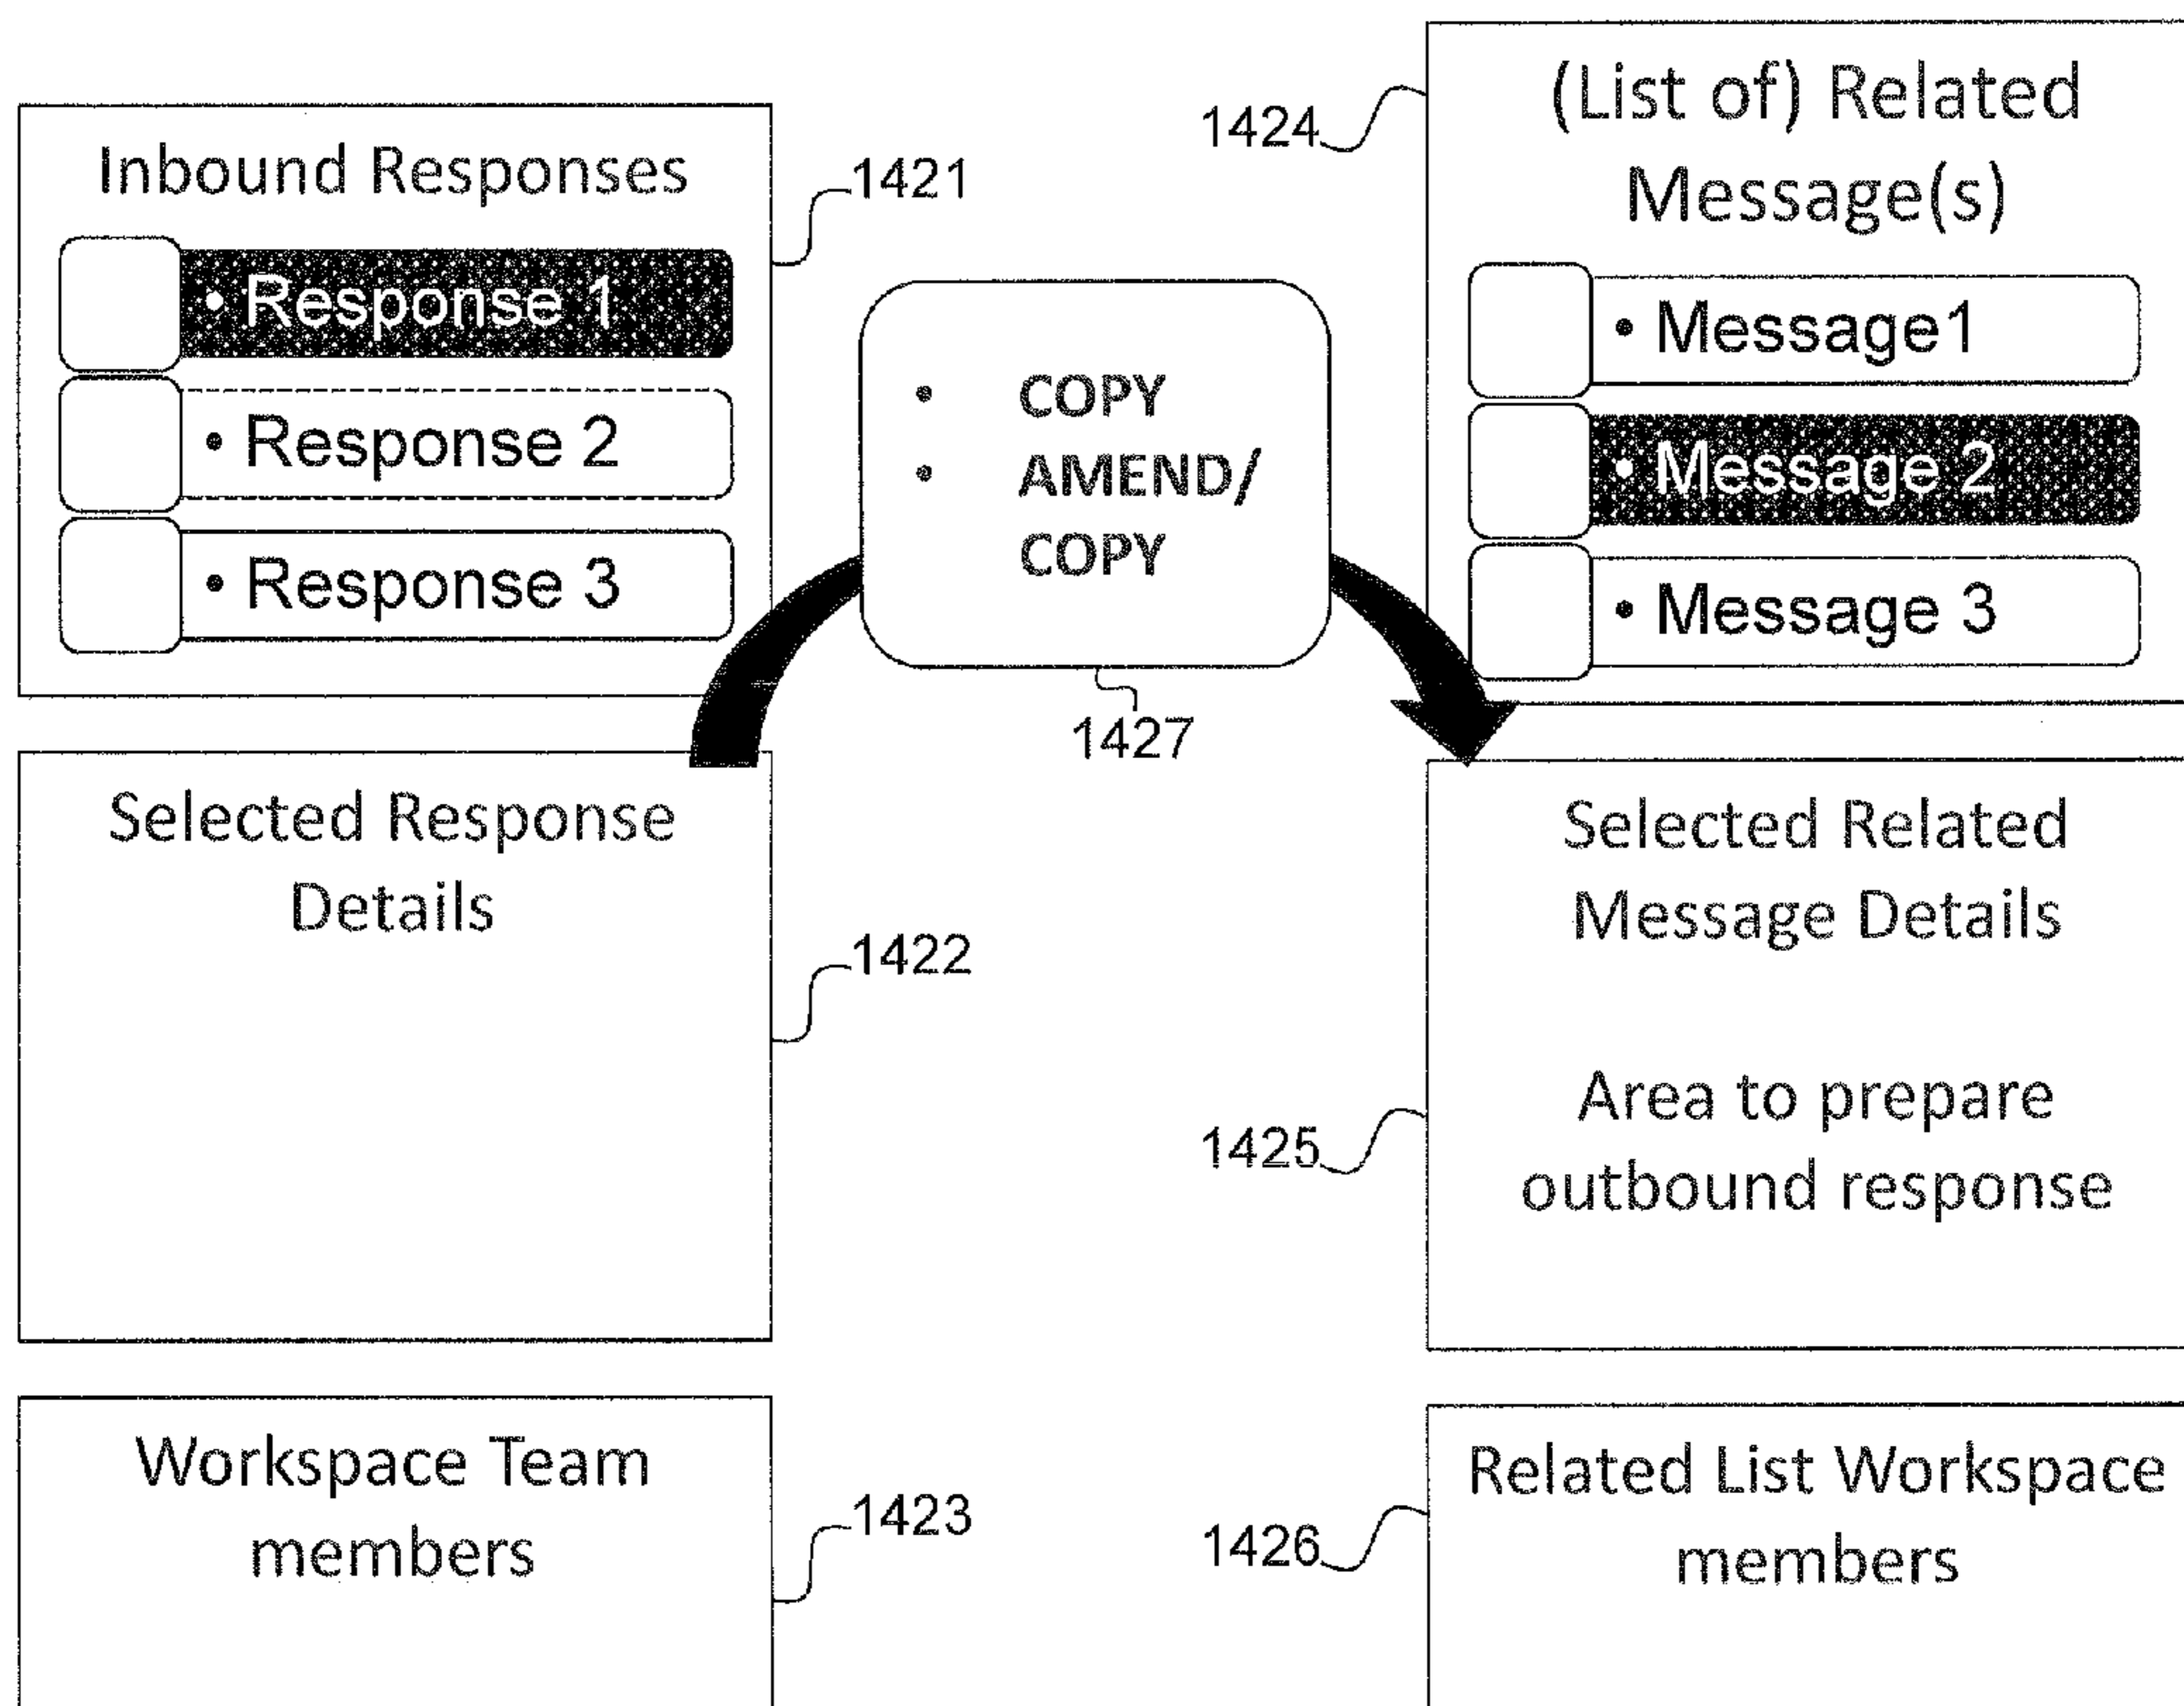 Inbound Responses
• Response 1
• Response 2
• Response 3
1421
• COPY
• AMEND/
COPY
1427
1424
(List of) Related
Message(s)
• Message1
• Message 2
• Message 3
Selected Response
Details
1422
Selected Related
Message Details
Area to prepare
outbound response
1425
Workspace Team
members
1423
Related List Workspace
members
1426